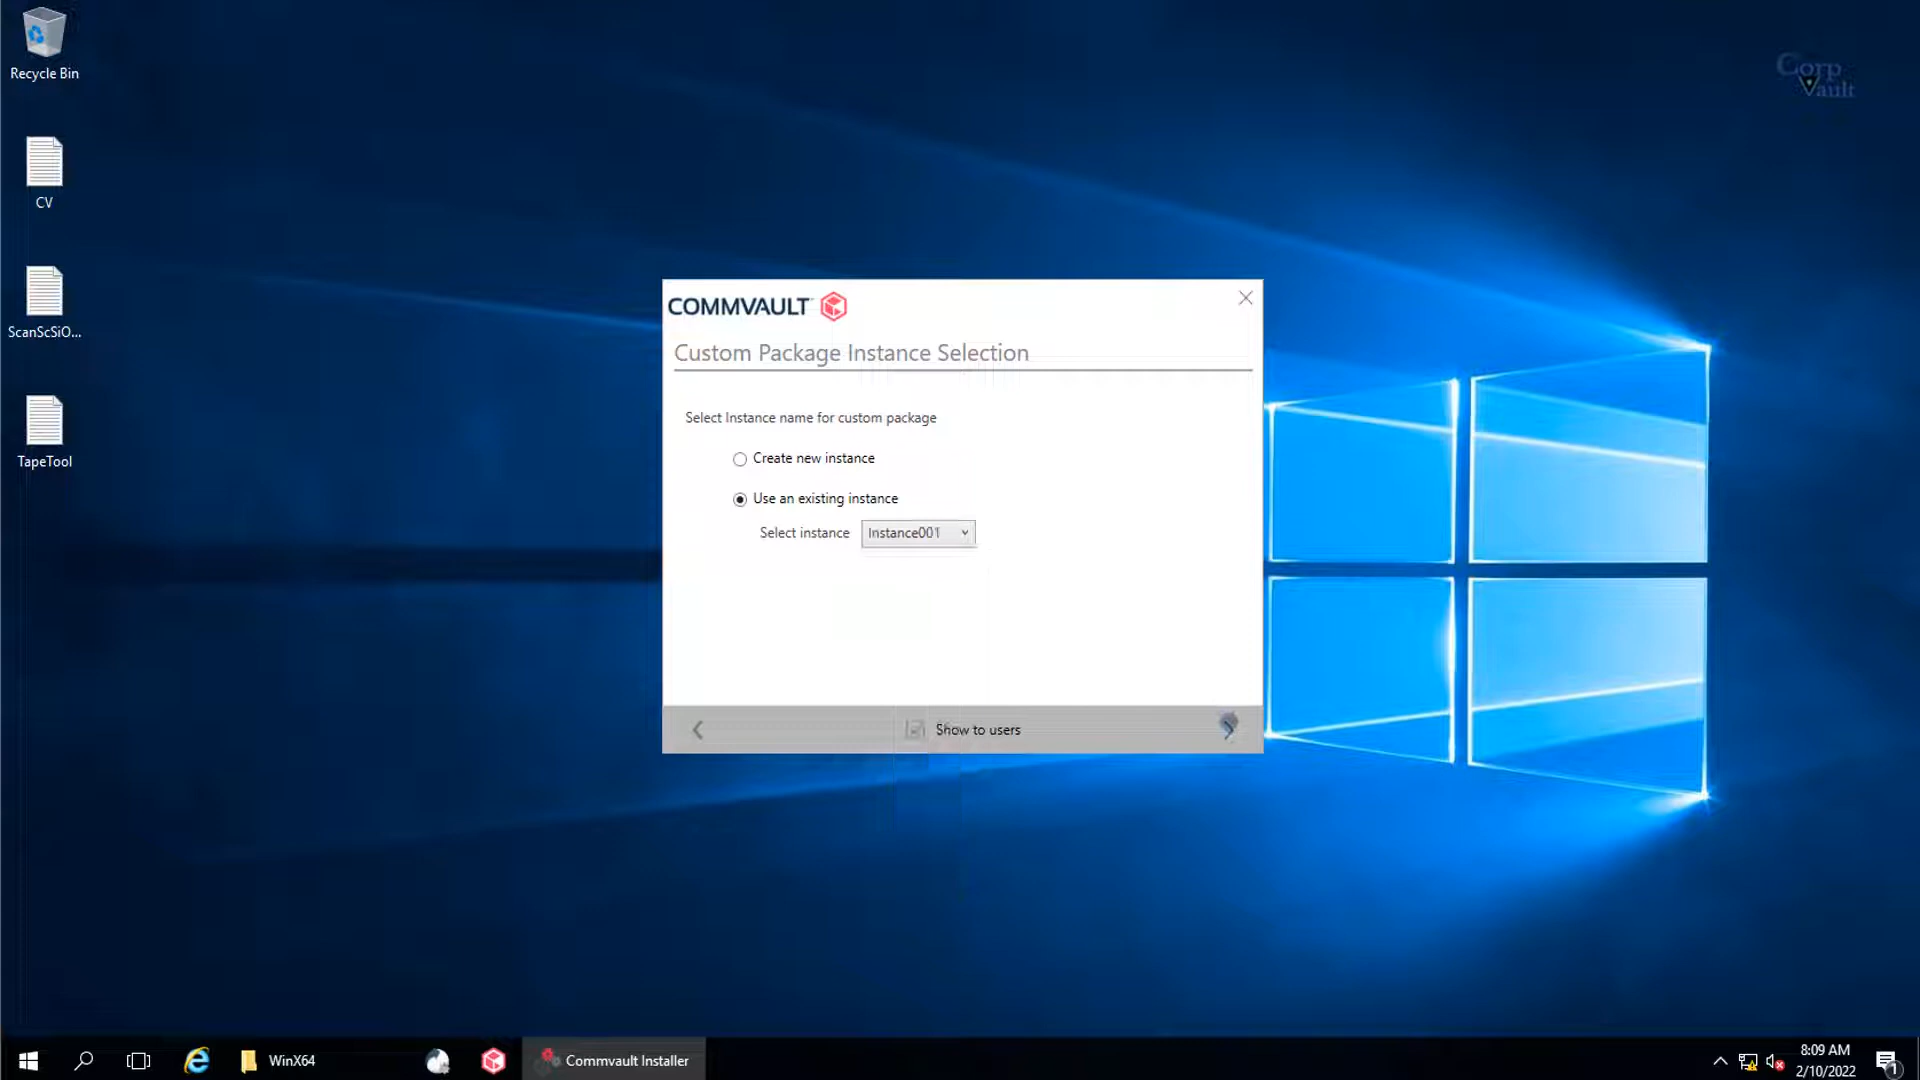 Recycle Bin
Corp
Vault
CV
ScanScSiO...
TapeTool
COMMVAULT
Custom Package Instance Selection
Select Instance name for custom package
Create new instance
Use an existing instance
Select instance
Instance001
Show to users
WinX64
Commvault Installer
8:09 AM
2/10/2022
1